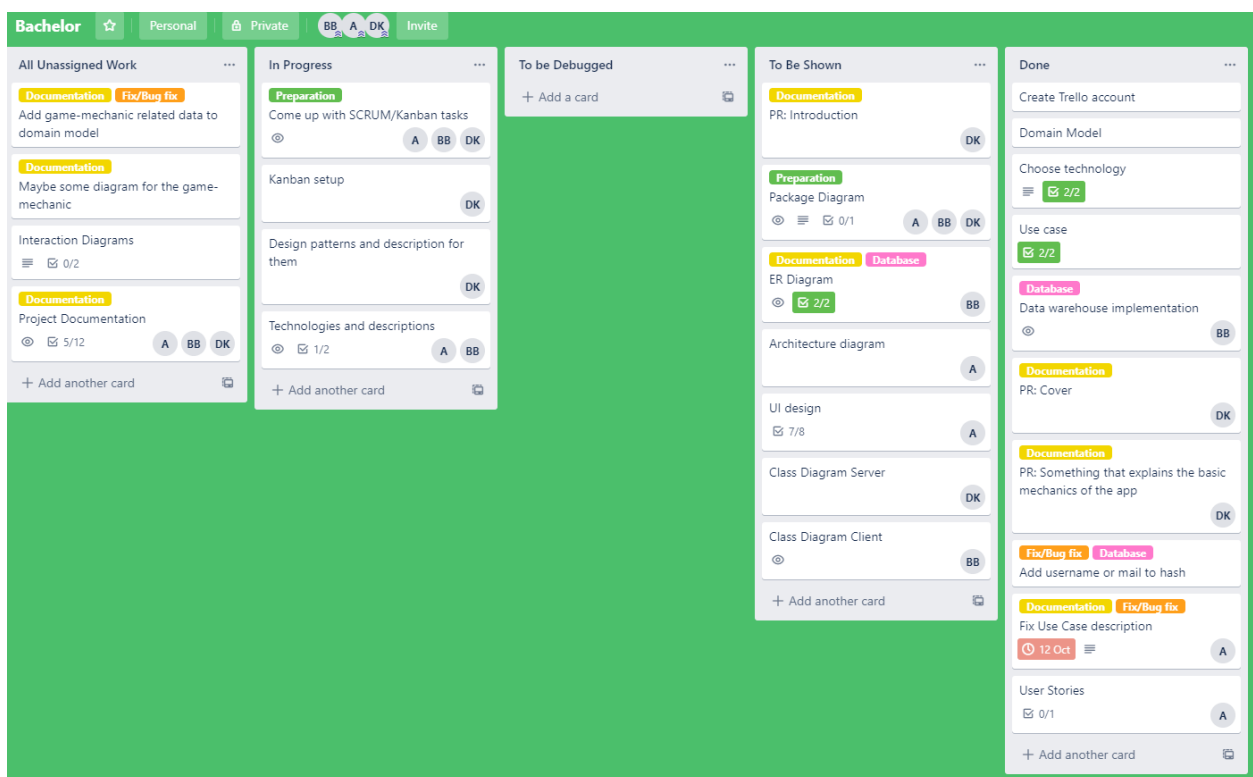 Bachelor
Personal
Private
BB A DK
Invite
All Unassigned Work
Documentation Fix/Bug fix
Add game-mechanic related data to
domain model
Documentation
Maybe some diagram for the game-
mechanic
Interaction Diagrams
0/2
Documentation
Project Documentation
5/12 A BB DK
+ Add another card
In Progress
Preparation
Come up with SCRUM/Kanban tasks
A BB DK
Kanban setup
DK
Design patterns and description for
them
DK
Technologies and descriptions
1/2 A BB
+ Add another card
To be Debugged
+ Add a card
To Be Shown
Documentation
PR: Introduction
DK
Preparation
Package Diagram
0/1 A BB DK
Documentation Database
ER Diagram
2/2 BB
Architecture diagram
A
UI design
7/8 A
Class Diagram Server
DK
Class Diagram Client
BB
+ Add another card
Done
Create Trello account
Domain Model
Choose technology
2/2
Use case
2/2
Database
Data warehouse implementation
BB
Documentation
PR: Cover
DK
Documentation
PR: Something that explains the basic
mechanics of the app
DK
Fix/Bug fix Database
Add username or mail to hash
Documentation Fix/Bug fix
Fix Use Case description
12 Oct A
User Stories
0/1 A
+ Add another card